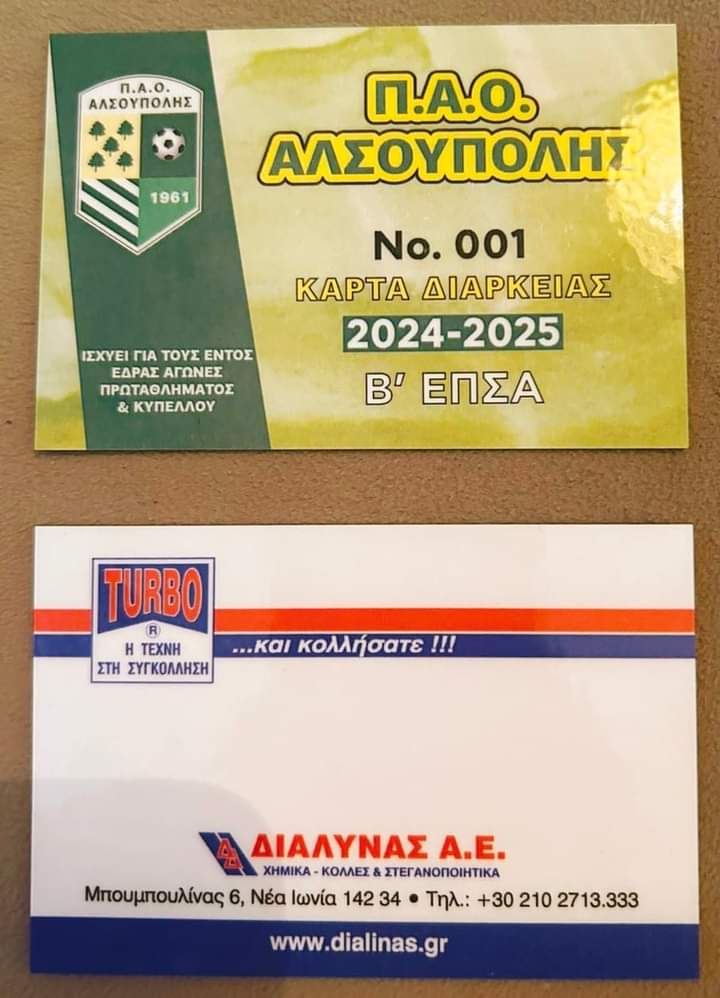 Π.Α.Ο.
ΑΛΣΟΥΠΟΛΗΣ
1961
ΙΣΧΥΕΙ ΓΙΑ ΤΟΥΣ ΕΝΤΟΣ
ΕΔΡΑΣ ΑΓΩΝΕΣ
ΠΡΩΤΑΘΛΗΜΑΤΟΣ
& ΚΥΠΕΛΛΟΥ
Π.Α.Ο.
ΑΛΣΟΥΠΟΛΗΣ
No. 001
ΚΑΡΤΑ ΔΙΑΡΚΕΙΑΣ
2024-2025
Β’ ΕΠΣΑ
TURBO
®
Η ΤΕΧΝΗ
ΣΤΗ ΣΥΓΚΟΛΛΗΣΗ
...και κολλήσατε !!!
ΔΙΑΛΥΝΑΣ Α.Ε.
ΧΗΜΙΚΑ - ΚΟΛΛΕΣ & ΣΤΕΓΑΝΟΠΟΙΗΤΙΚΑ
Μπουμπουλίνας 6, Νέα Ιωνία 142 34 • Τηλ.: +30 210 2713.333
www.dialinas.gr